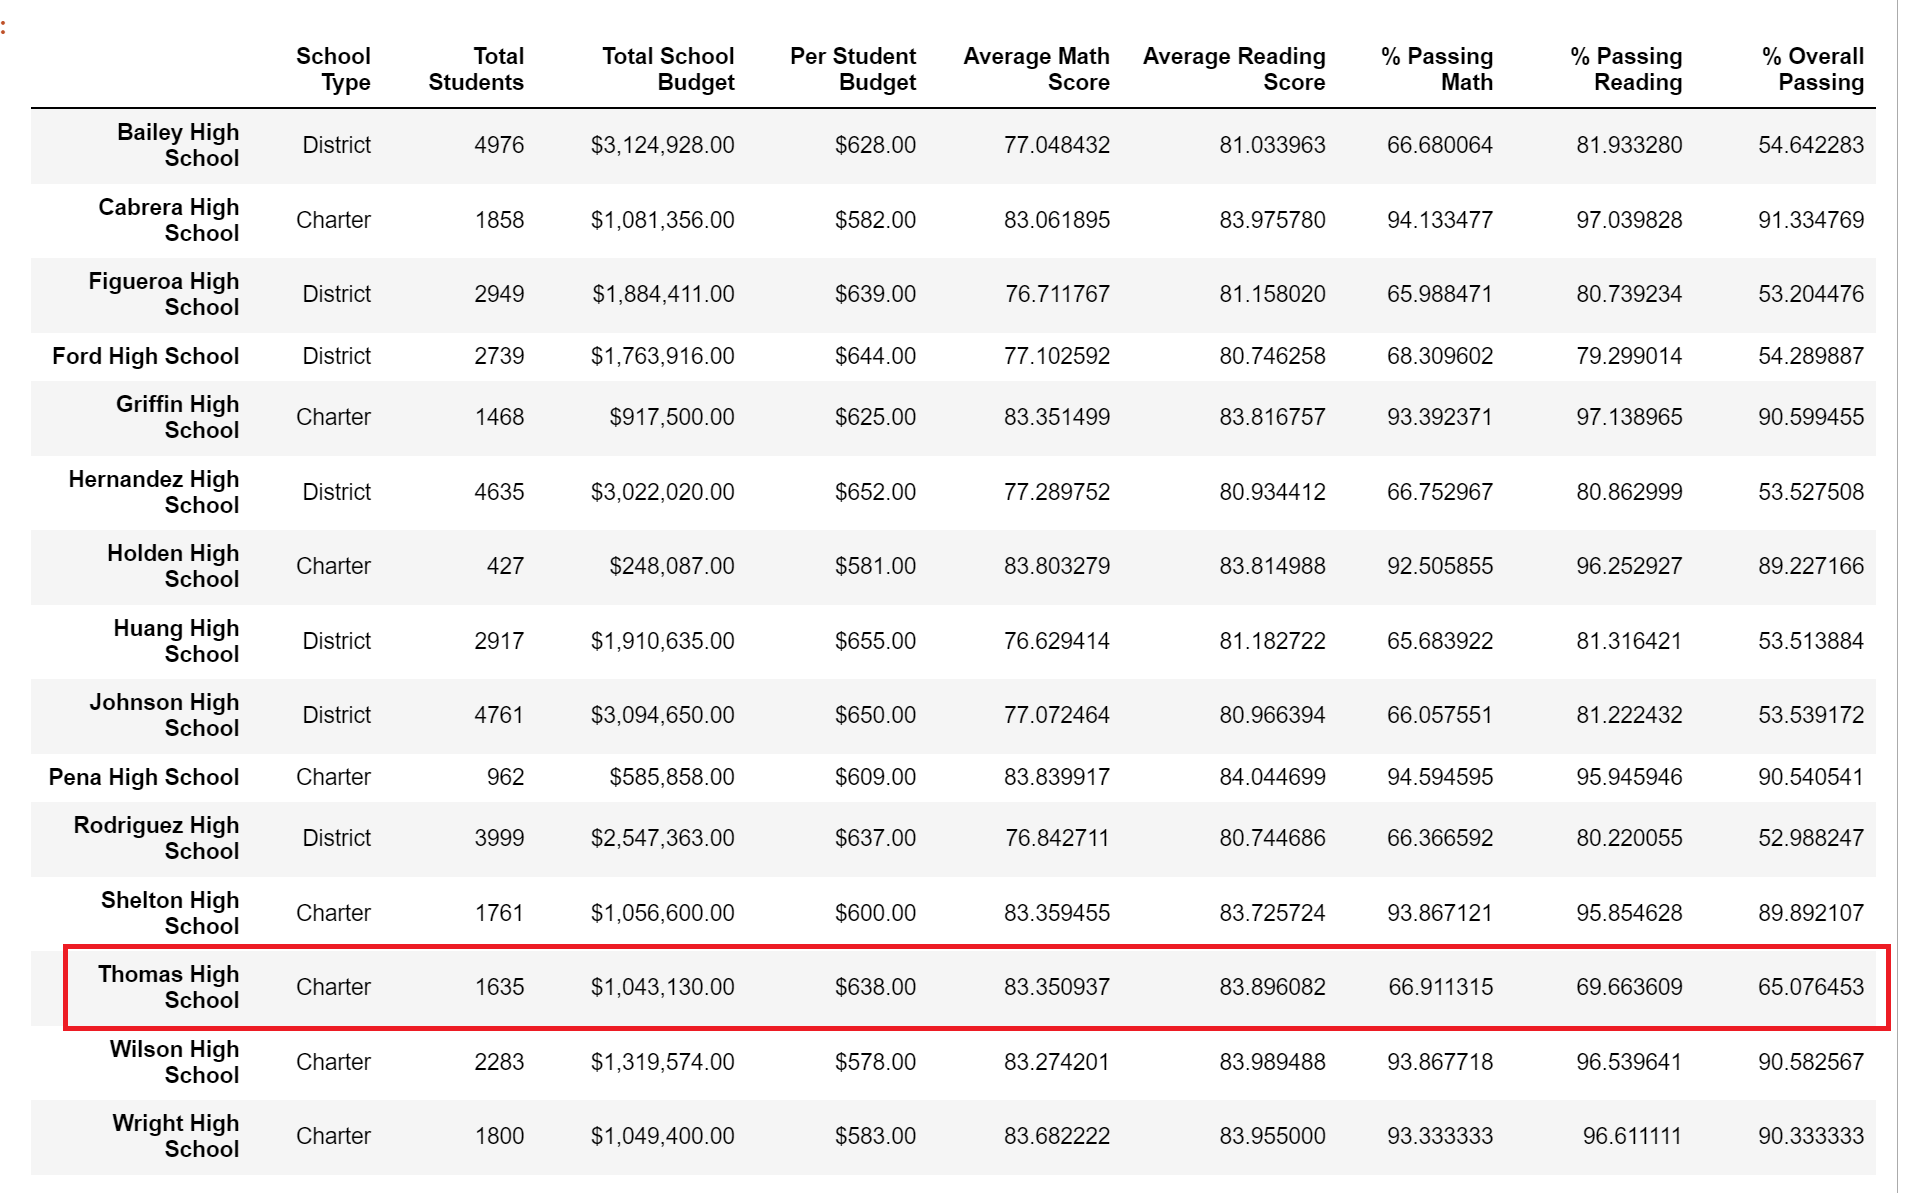 :
School Type Total Students Total School Budget Per Student Budget Average Math Score Average Reading Score % Passing Math % Passing Reading % Overall Passing
Bailey High School District 4976 $3,124,928.00 $628.00 77.048432 81.033963 66.680064 81.933280 54.642283
Cabrera High School Charter 1858 $1,081,356.00 $582.00 83.061895 83.975780 94.133477 97.039828 91.334769
Figueroa High School District 2949 $1,884,411.00 $639.00 76.711767 81.158020 65.988471 80.739234 53.204476
Ford High School District 2739 $1,763,916.00 $644.00 77.102592 80.746258 68.309602 79.299014 54.289887
Griffin High School Charter 1468 $917,500.00 $625.00 83.351499 83.816757 93.392371 97.138965 90.599455
Hernandez High School District 4635 $3,022,020.00 $652.00 77.289752 80.934412 66.752967 80.862999 53.527508
Holden High School Charter 427 $248,087.00 $581.00 83.803279 83.814988 92.505855 96.252927 89.227166
Huang High School District 2917 $1,910,635.00 $655.00 76.629414 81.182722 65.683922 81.316421 53.513884
Johnson High School District 4761 $3,094,650.00 $650.00 77.072464 80.966394 66.057551 81.222432 53.539172
Pena High School Charter 962 $585,858.00 $609.00 83.839917 84.044699 94.594595 95.945946 90.540541
Rodriguez High School District 3999 $2,547,363.00 $637.00 76.842711 80.744686 66.366592 80.220055 52.988247
Shelton High School Charter 1761 $1,056,600.00 $600.00 83.359455 83.725724 93.867121 95.854628 89.892107
Thomas High School Charter 1635 $1,043,130.00 $638.00 83.350937 83.896082 66.911315 69.663609 65.076453
Wilson High School Charter 2283 $1,319,574.00 $578.00 83.274201 83.989488 93.867718 96.539641 90.582567
Wright High School Charter 1800 $1,049,400.00 $583.00 83.682222 83.955000 93.333333 96.611111 90.333333